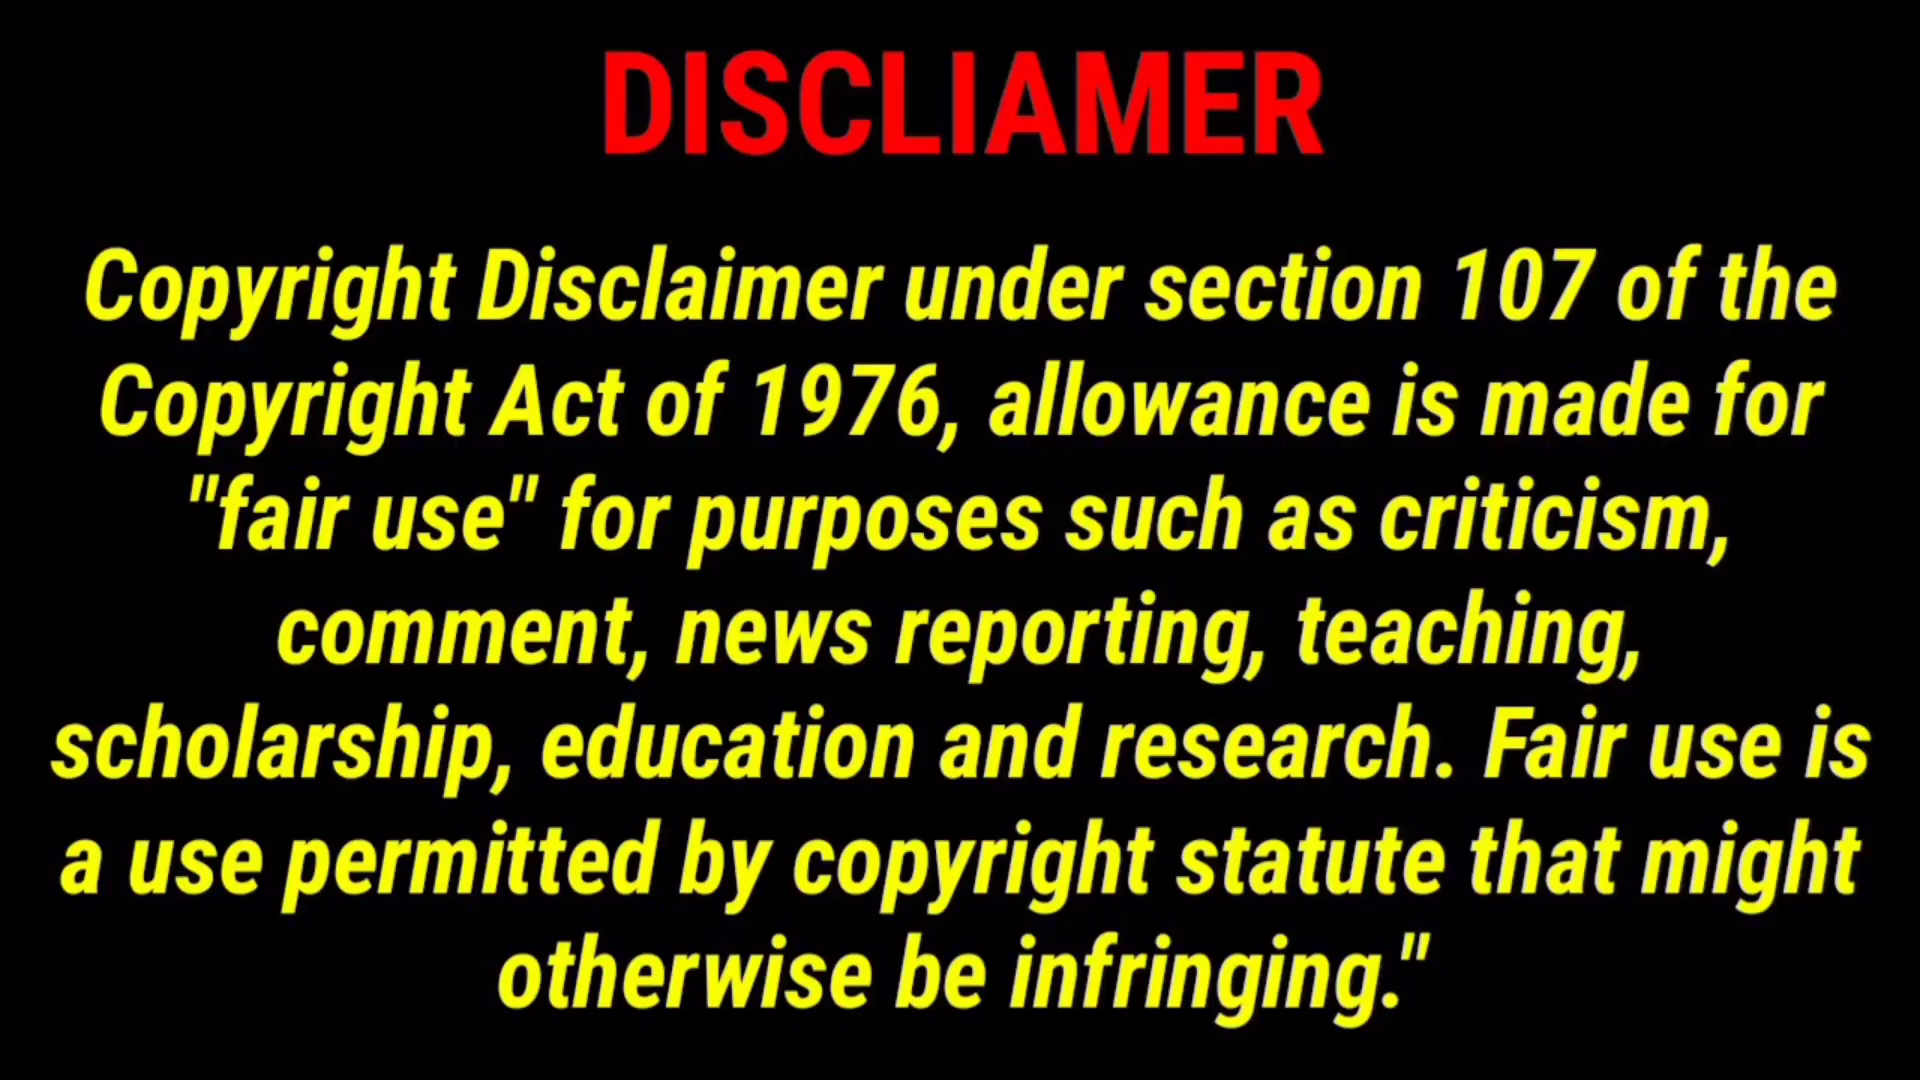 DISCLIAMER
Copyright Disclaimer under section 107 of the
Copyright Act of 1976, allowance is made for
"fair use" for purposes such as criticism,
comment, news reporting, teaching,
scholarship, education and research. Fair use is
a use permitted by copyright statute that might
otherwise be infringing."